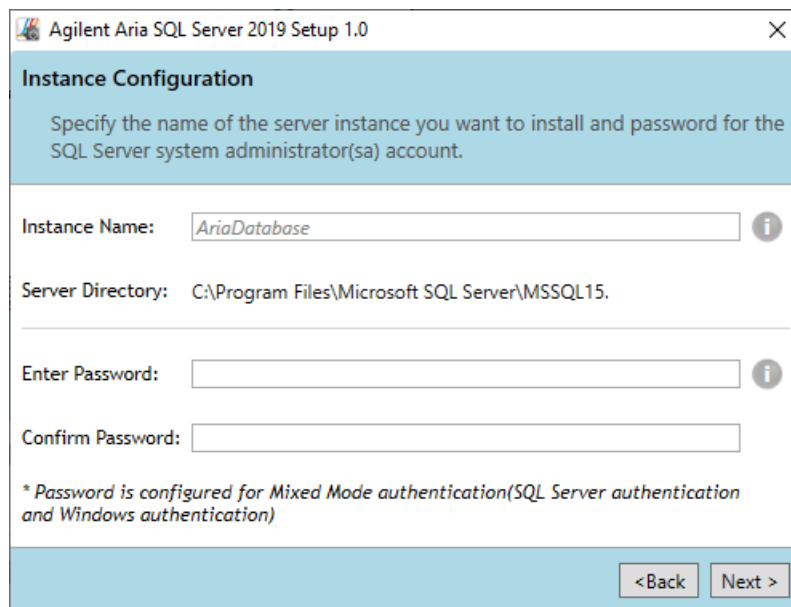 Agilent Aria SQL Server 2019 Setup 1.0
Instance Configuration
Specify the name of the server instance you want to install and password for the
SQL Server system administrator(sa) account.
Instance Name: AriaDatabase
Server Directory: C:\Program Files\Microsoft SQL Server\MSSQL15.
Enter Password:
Confirm Password:
* Password is configured for Mixed Mode authentication(SQL Server authentication
and Windows authentication)
<Back Next >